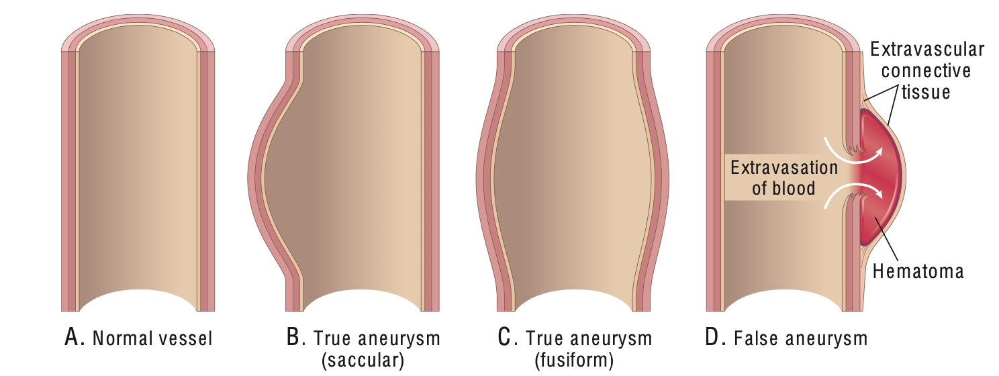 Extravascular
connective
tissue
Extravasation
of blood
Hematoma
A. Normal vessel
B. True aneurysm
(saccular)
C. True aneurysm
(fusiform)
D. False aneurysm